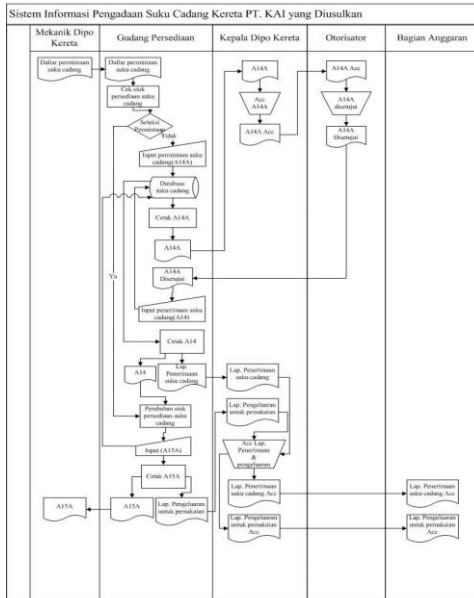 Sistem Informasi Pengadaan Suku Cadang Kereta PT. KAI yang Diusulkan
Mekanik Dipo
Kereta
Gudang Persediaan
Kepala Dipo Kereta
Otorisator
Bagian Anggaran
Daftar permintaan
suku cadang
Daftar permintaan
suku cadang
Cek stok
persedian suku
cadang
Seleksi
Permintaan
Tidak
Ya
Input permintaan suku
cadang(A14A)
Database
suku cadang
Cetak A14A
A14A
A14A
Acc
A14A
A14A Acc
A14A Acc
A14A
disetujui
A14A
Disetujui
A14A
Disetujui
Input penerimaan suku
cadang(A14)
Cetak A14
A14
Lap.
Penerimaan
suku cadang
Lap. Penerimaan
suku cadang
Perubahan stok
persedian suku
cadang
Lap. Pengeluaran
untuk pemakaian
Input (A15A)
Acc Lap.
Penerimaan
&
pengeluaran
Cetak A15A
Lap. Penerimaan
suku cadang Acc
Lap. Penerimaan
suku cadang Acc
A15A
A15A
Lap. Pengeluaran
untuk pemakaian
Lap. Pengeluaran
untuk pemakaian
Acc
Lap. Pengeluaran
untuk pemakaian
Acc